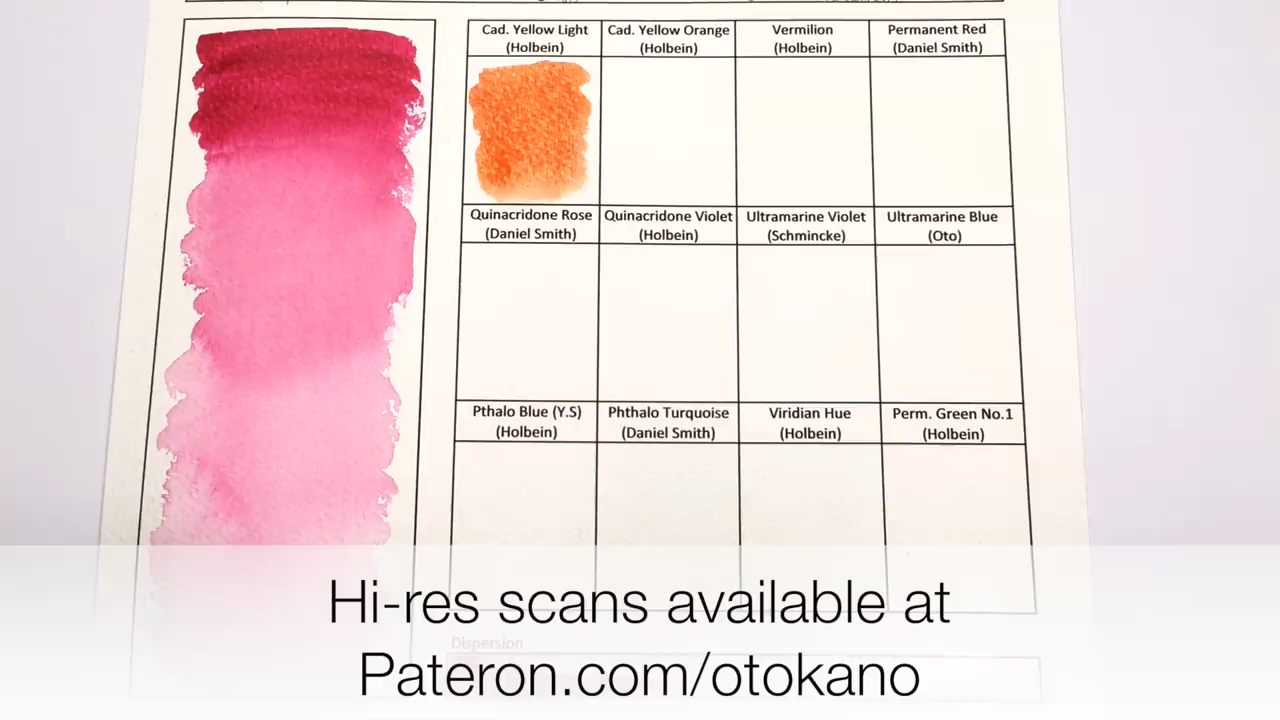 Cad. Yellow Light Cad. Yellow Orange Vermilion Permanent Red
(Holbein) (Holbein) (Holbein) (Daniel Smith)
Quinacridone Rose Quinacridone Violet Ultramarine Violet Ultramarine Blue
(Daniel Smith) (Holbein) (Schmincke) (Oto)
Pthalo Blue (Y.S) Phthalo Turquoise Viridian Hue Perm. Green No.1
(Holbein) (Daniel Smith) (Holbein) (Holbein)
Hi-res scans available at
Dispersion
Pateron.com/otokano